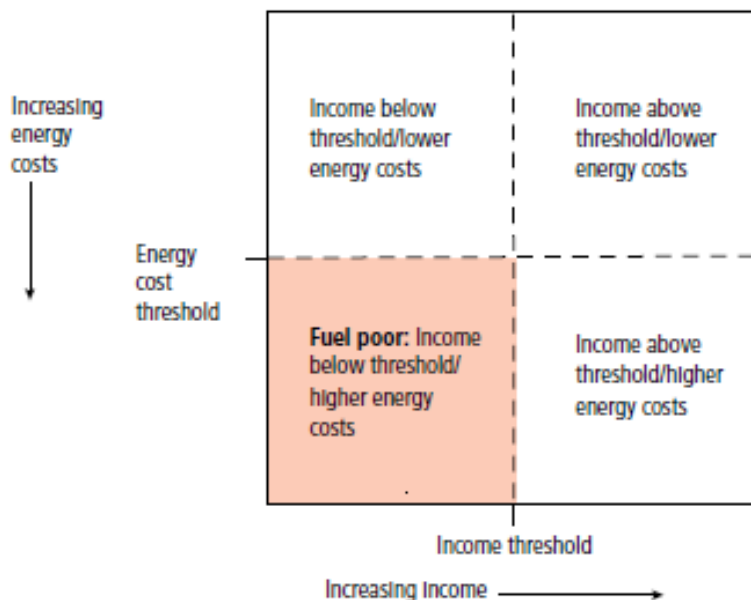 Increasing
energy
costs
Income below
threshold/lower
energy costs
Income above
threshold/lower
energy costs
Energy
cost
threshold
Fuel poor: Income
below threshold/
higher energy
costs
Income above
threshold/higher
energy costs
Income threshold
Increasing income